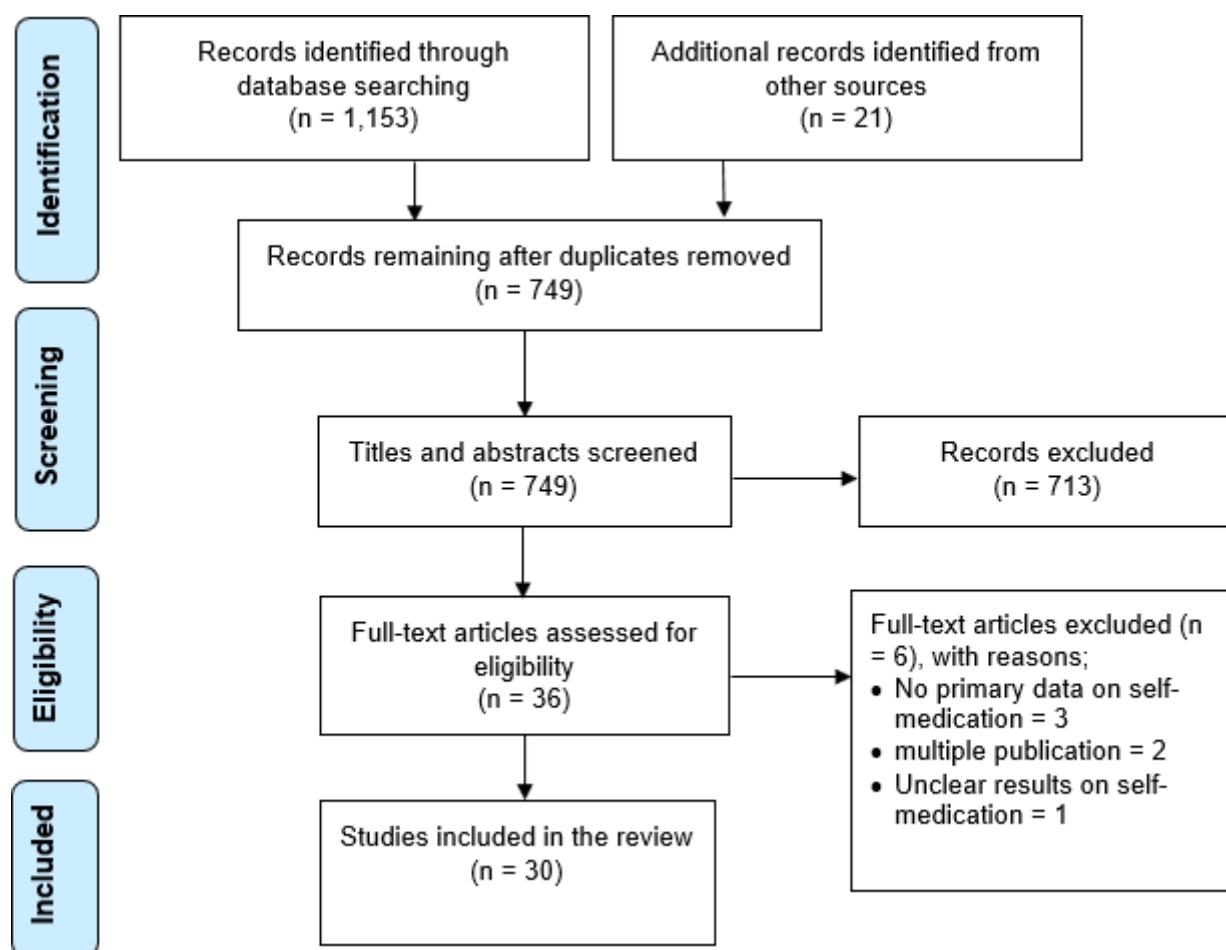 Identification
Records identified through
database searching
(n = 1,153)
Additional records identified from
other sources
(n = 21)
Records remaining after duplicates removed
(n = 749)
Screening
Titles and abstracts screened
(n = 749)
Records excluded
(n = 713)
Eligibility
Full-text articles assessed for
eligibility
(n = 36)
Full-text articles excluded (n
= 6), with reasons;
• No primary data on self-
medication = 3
• multiple publication = 2
• Unclear results on self-
medication = 1
Included
Studies included in the review
(n = 30)